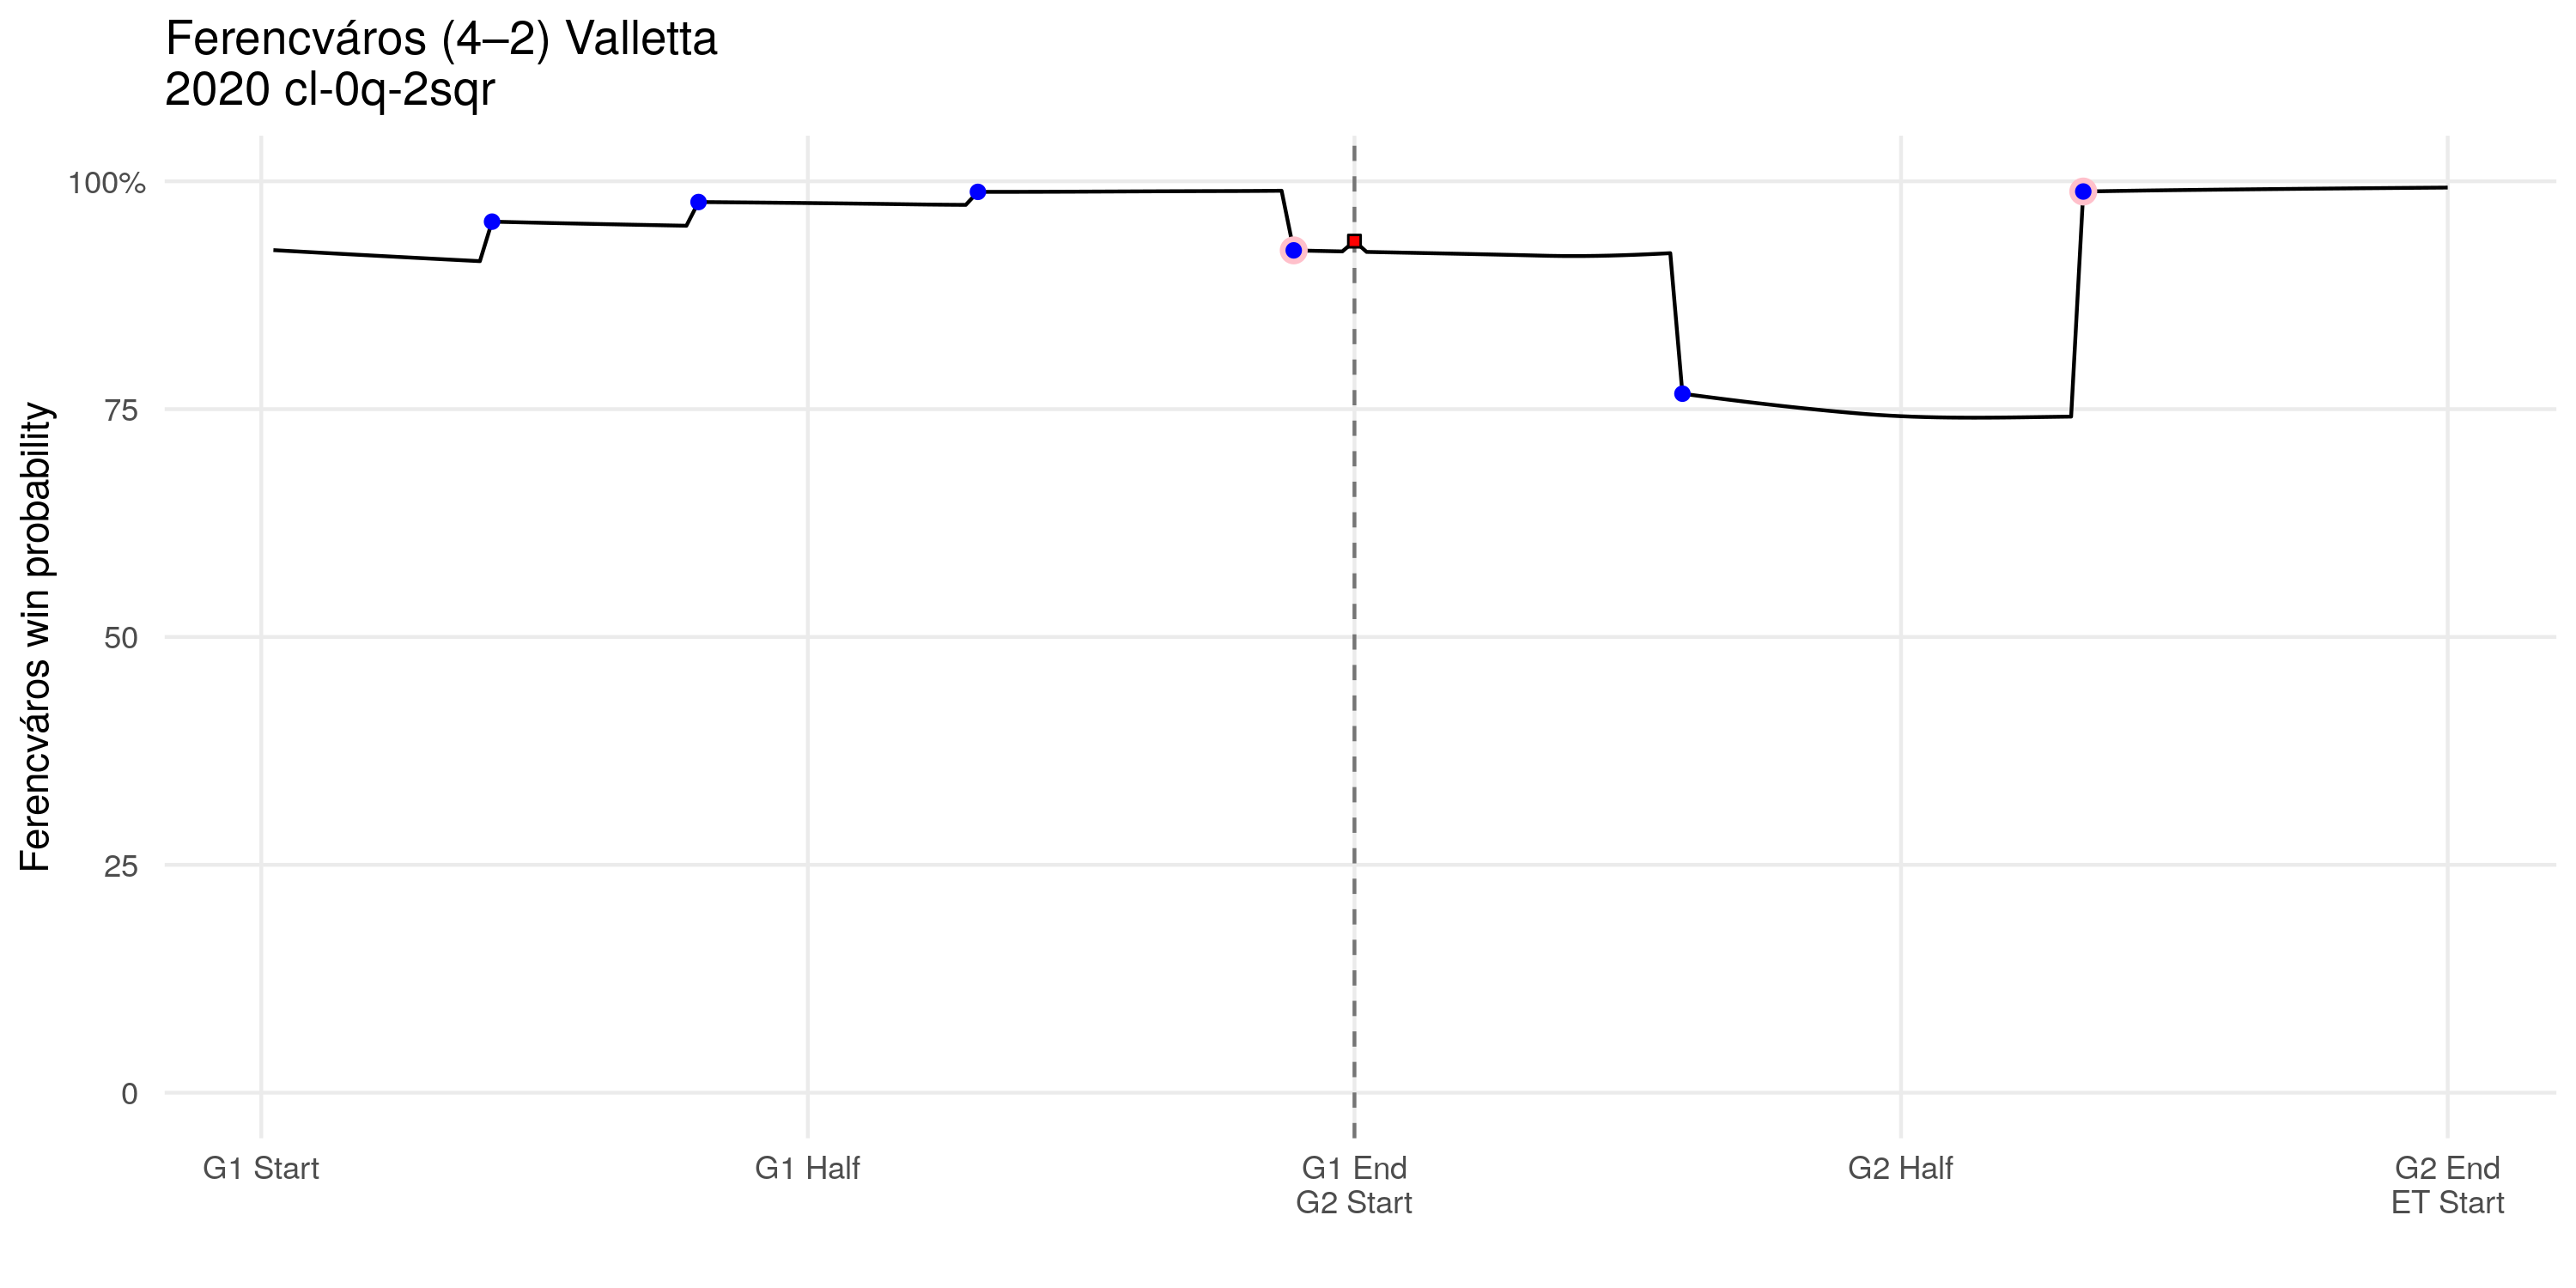 Ferencváros (4–2) Valletta
2020 cl-0q-2sqr
Ferencváros win probability
100%
75
50
25
0
G1 Start
G1 Half
G1 End
G2 Start
G2 Half
G2 End
ET Start